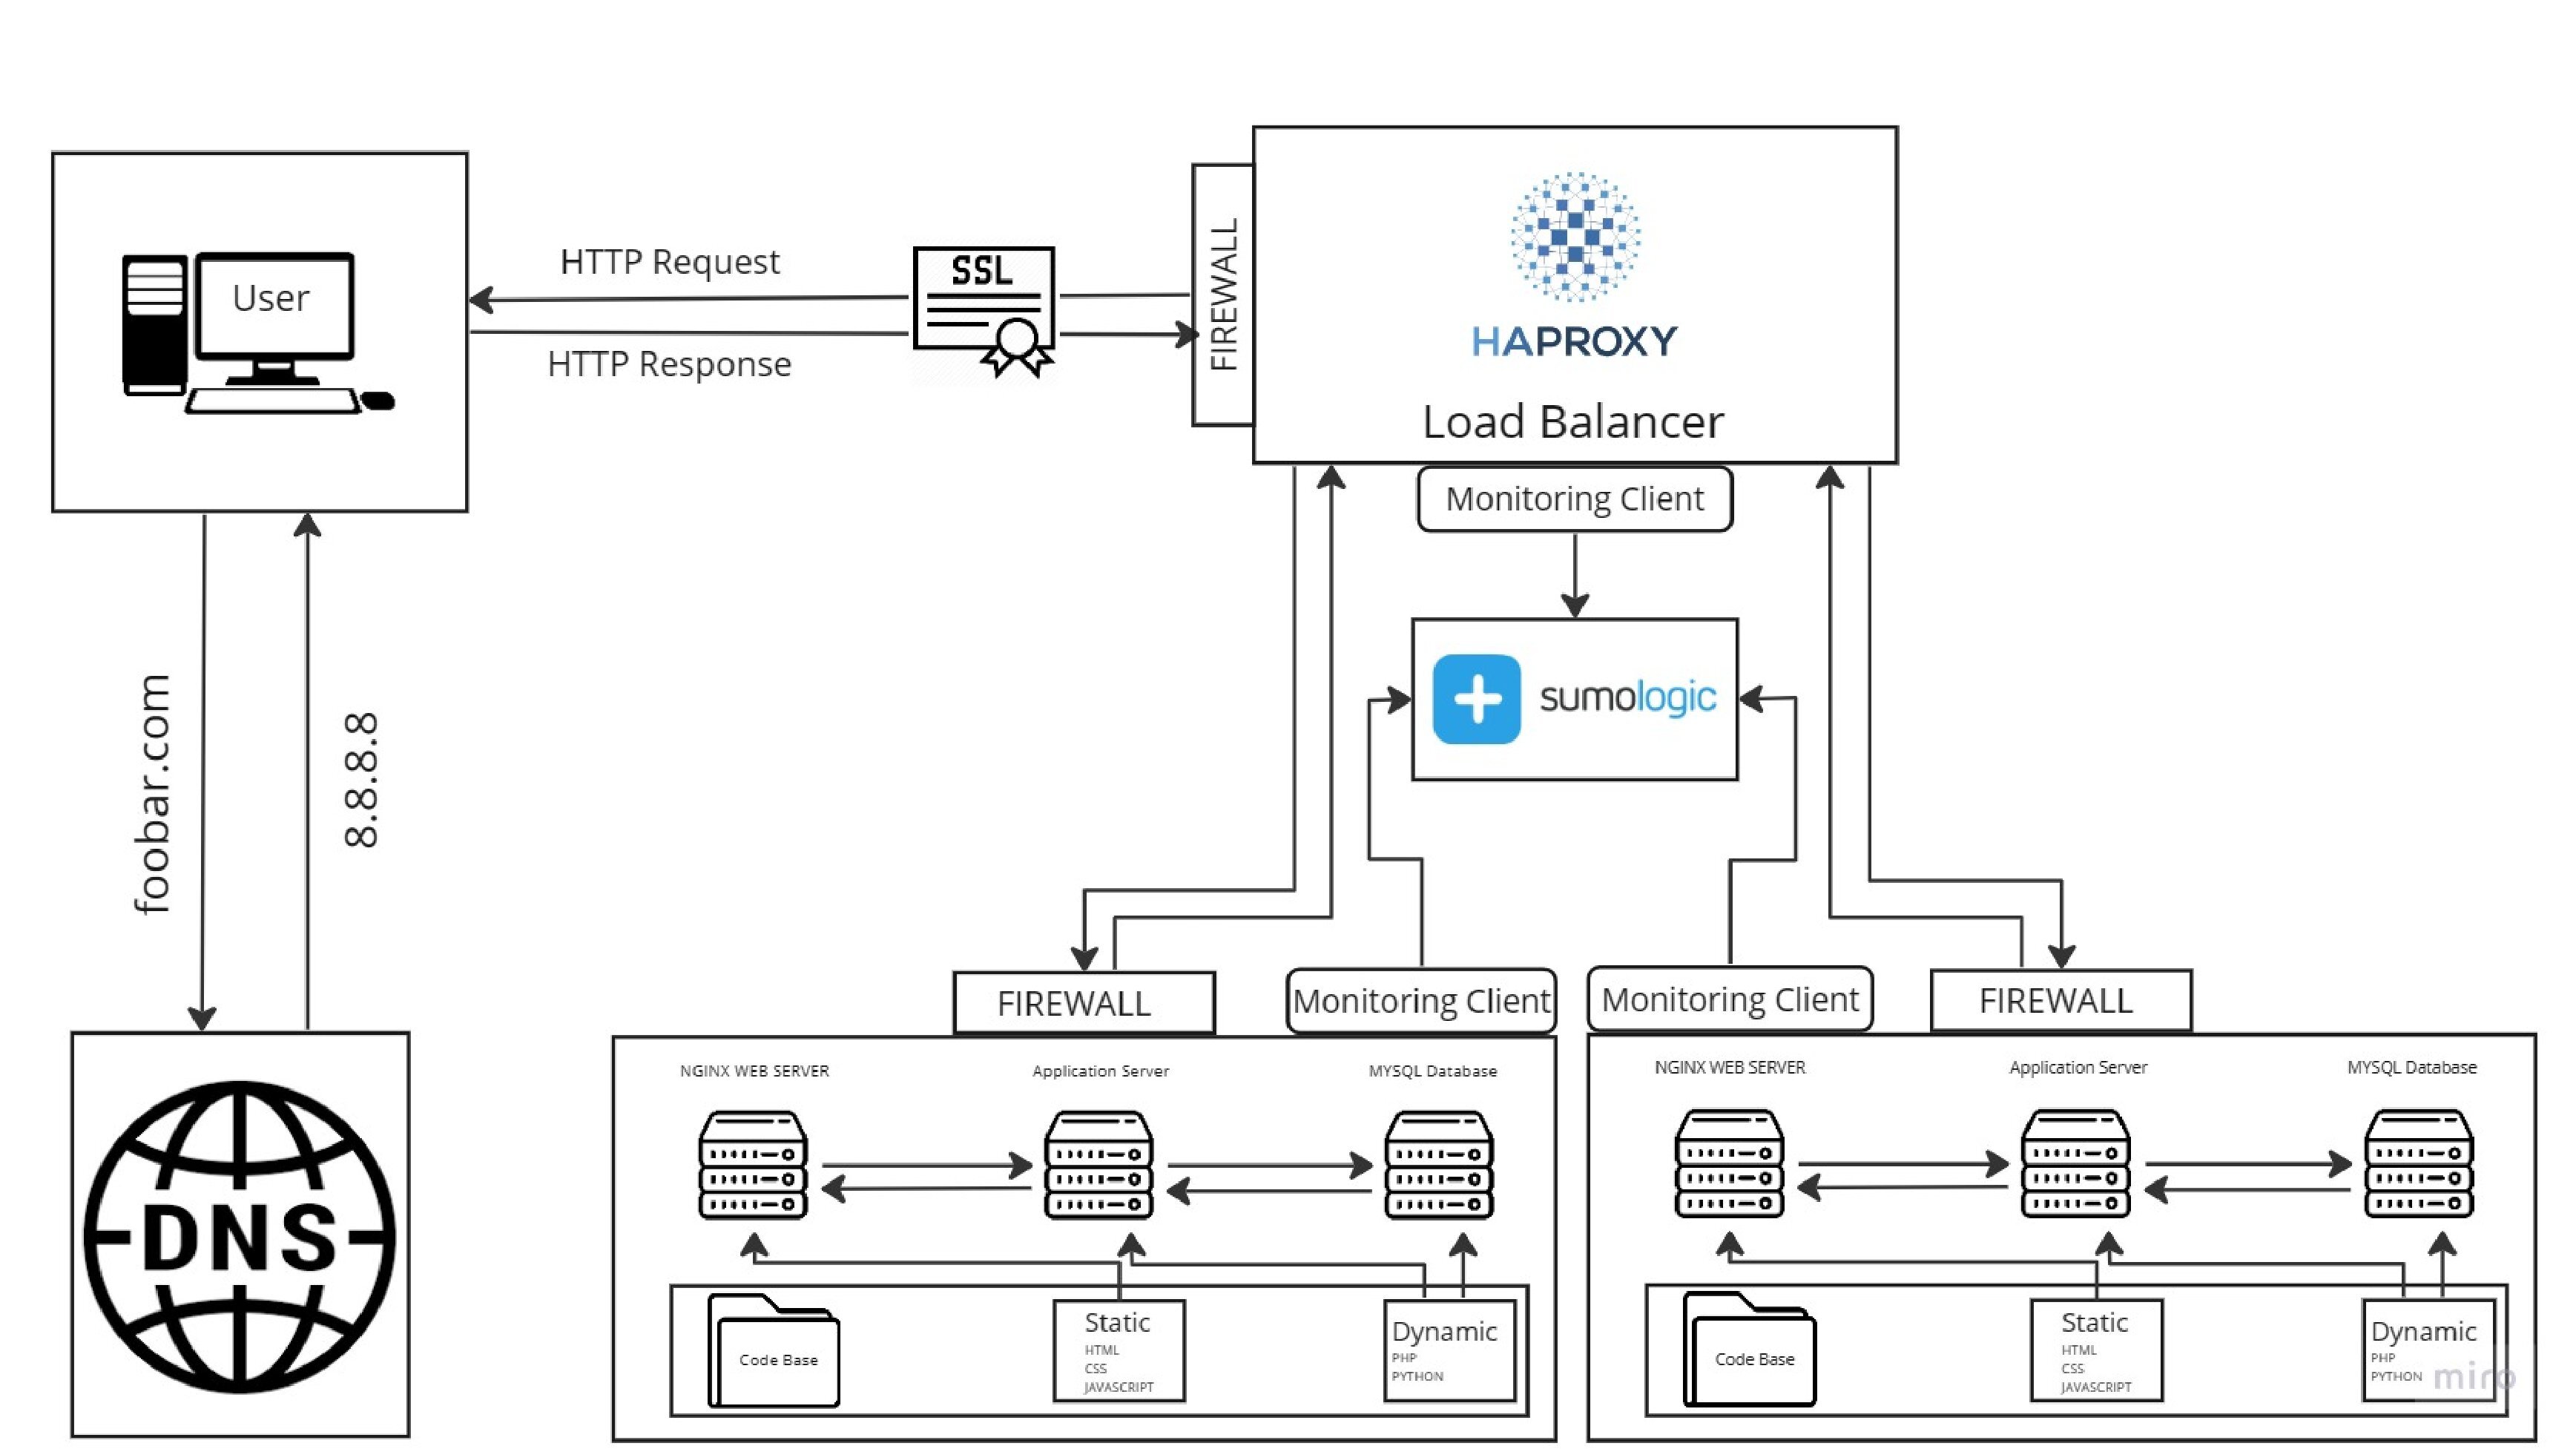 User
HTTP Request
HTTP Response
SSL
FIREWALL
HAPROXY
Load Balancer
Monitoring Client
sumologic
foobar.com
8.8.8.8
DNS
FIREWALL
Monitoring Client
Monitoring Client
FIREWALL
NGINX WEB SERVER
Application Server
MYSQL Database
Code Base
Static
HTML
CSS
JAVASCRIPT
Dynamic
PHP
PYTHON
NGINX WEB SERVER
Application Server
MYSQL Database
Code Base
Static
HTML
CSS
JAVASCRIPT
Dynamic
PHP
PYTHON
miro